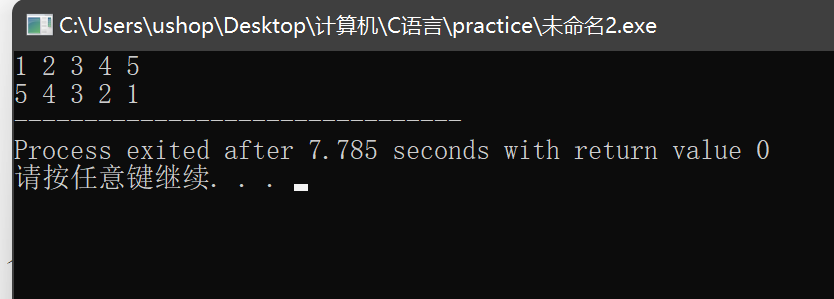 C:\Users\ushop\Desktop\计算机\C语言\practice\未命名2.exe
1 2 3 4 5
5 4 3 2 1
--------------------------------
Process exited after 7.785 seconds with return value 0
请按任意键继续. . .